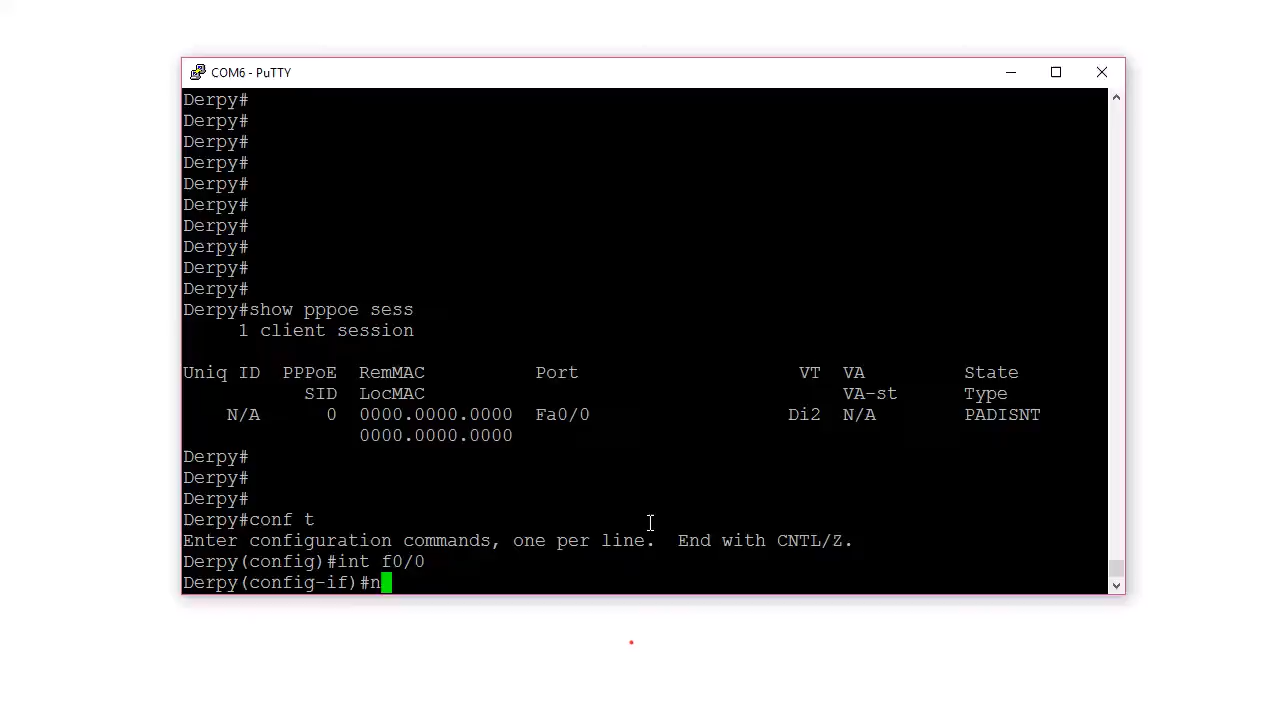 COM6 - PuTTY
Derpy#
Derpy#
Derpy#
Derpy#
Derpy#
Derpy#
Derpy#
Derpy#
Derpy#
Derpy#
Derpy#show pppoe sess
     1 client session

Uniq ID  PPPoE  RemMAC          Port                    VT  VA         State
           SID  LocMAC                                      VA-st      Type
    N/A      0  0000.0000.0000  Fa0/0                  Di2  N/A        PADISNT
                0000.0000.0000
Derpy#
Derpy#
Derpy#
Derpy#conf t
Enter configuration commands, one per line.  End with CNTL/Z.
Derpy(config)#int f0/0
Derpy(config-if)#n